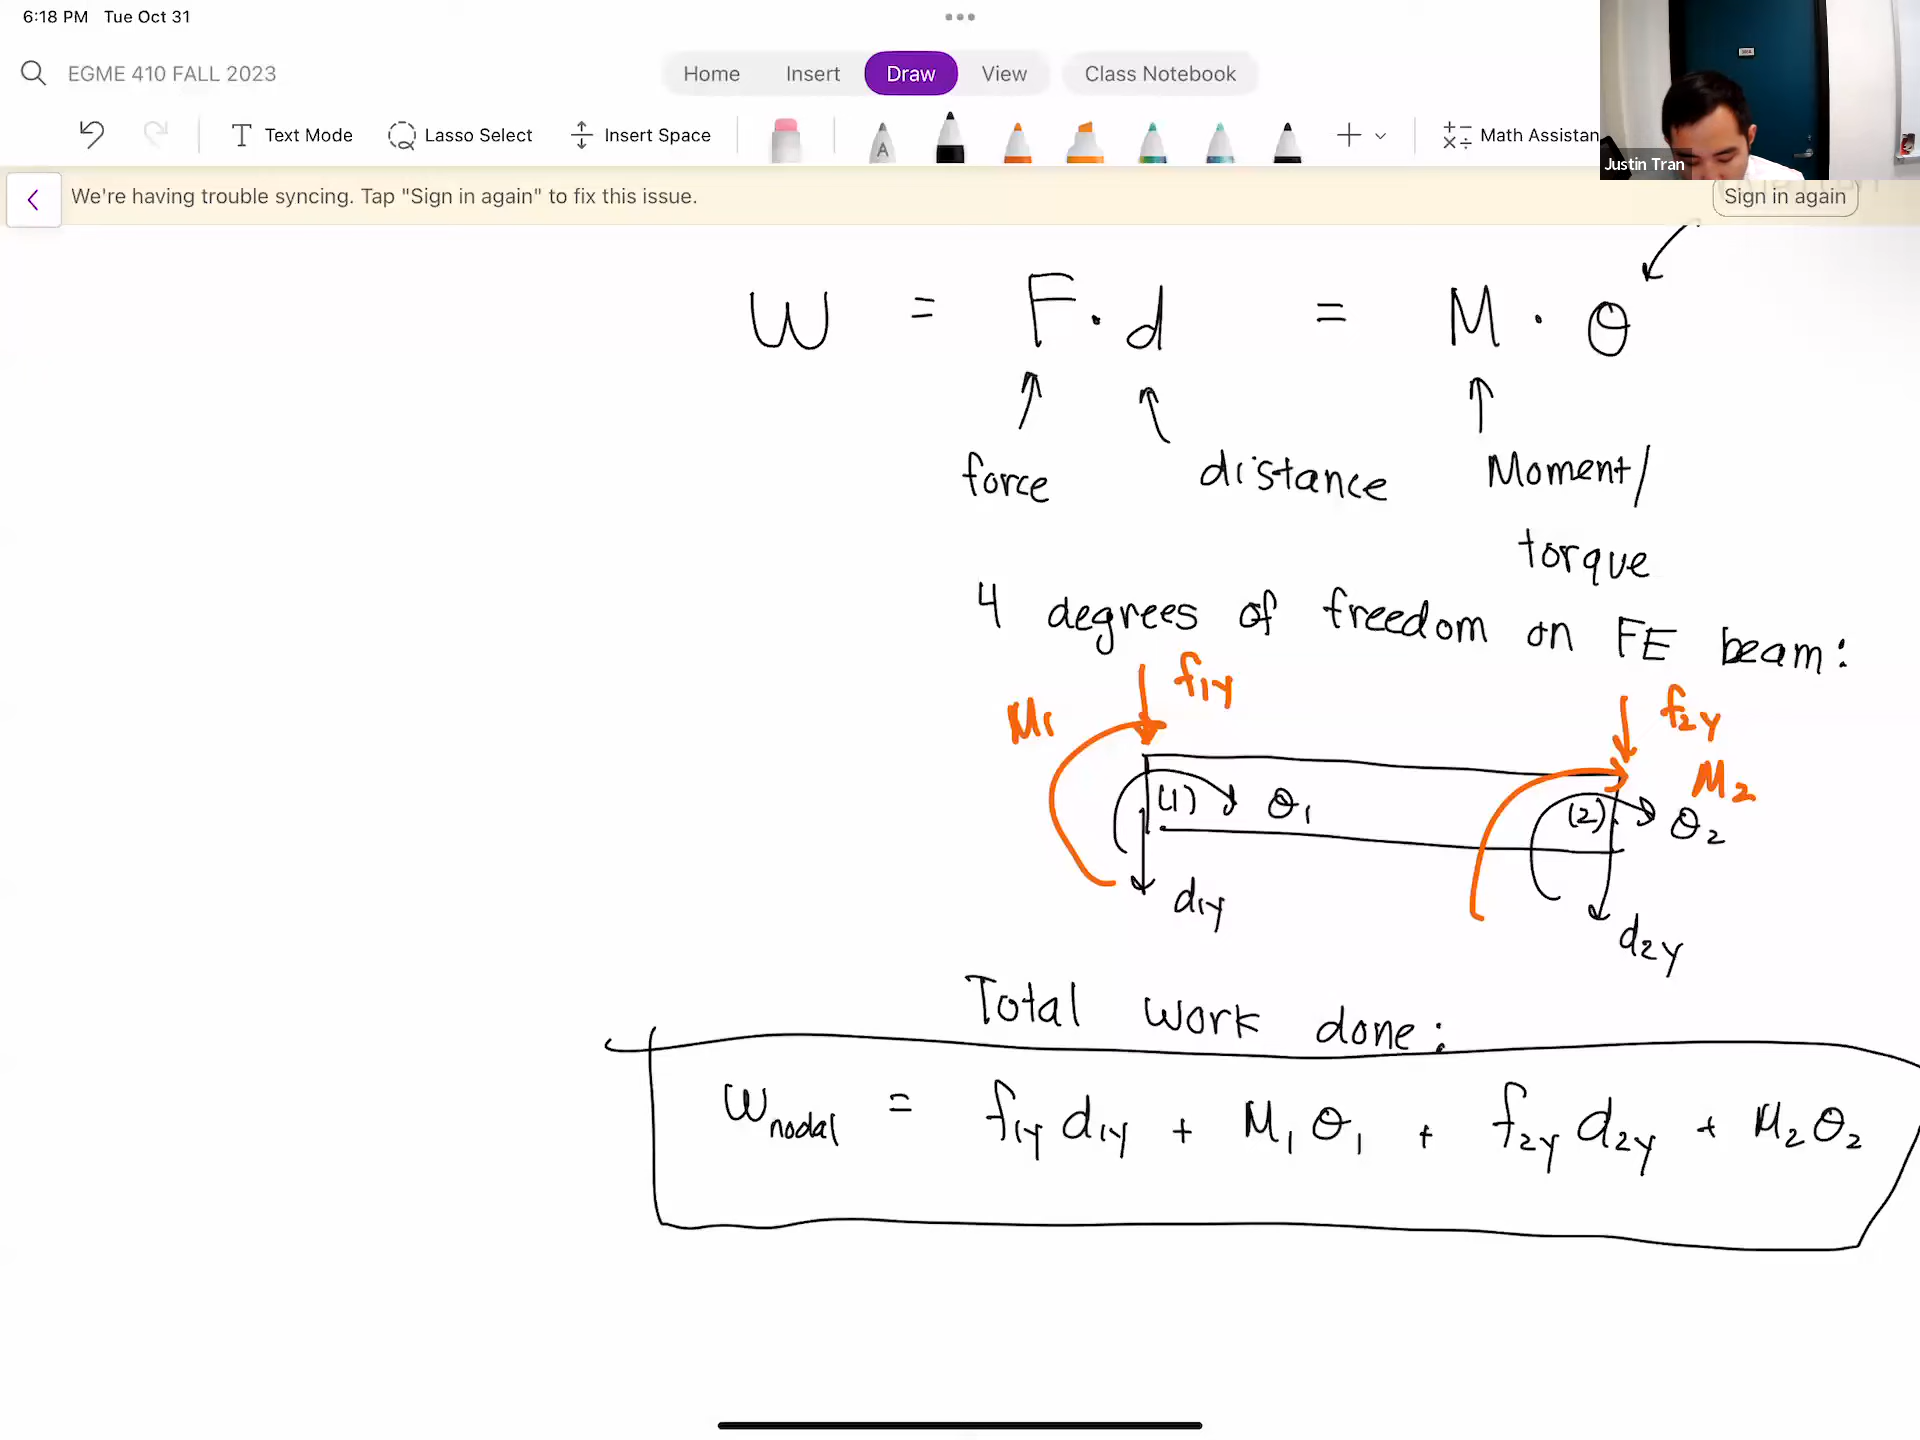 6:18 PM Tue Oct 31
EGME 410 FALL 2023
Home Insert Draw View Class Notebook
Text Mode Lasso Select Insert Space A Math Assistan
Justin Tran
We're having trouble syncing. Tap "Sign in again" to fix this issue.
Sign in again
W = F · d = M · θ
force distance Moment/
torque
4 degrees of freedom on FE beam:
M1 f1y f2y
M2
(1) θ1 (2) θ2
d1y d2y
Total work done:
Wnodal = f1y d1y + M1 θ1 + f2y d2y + M2 θ2